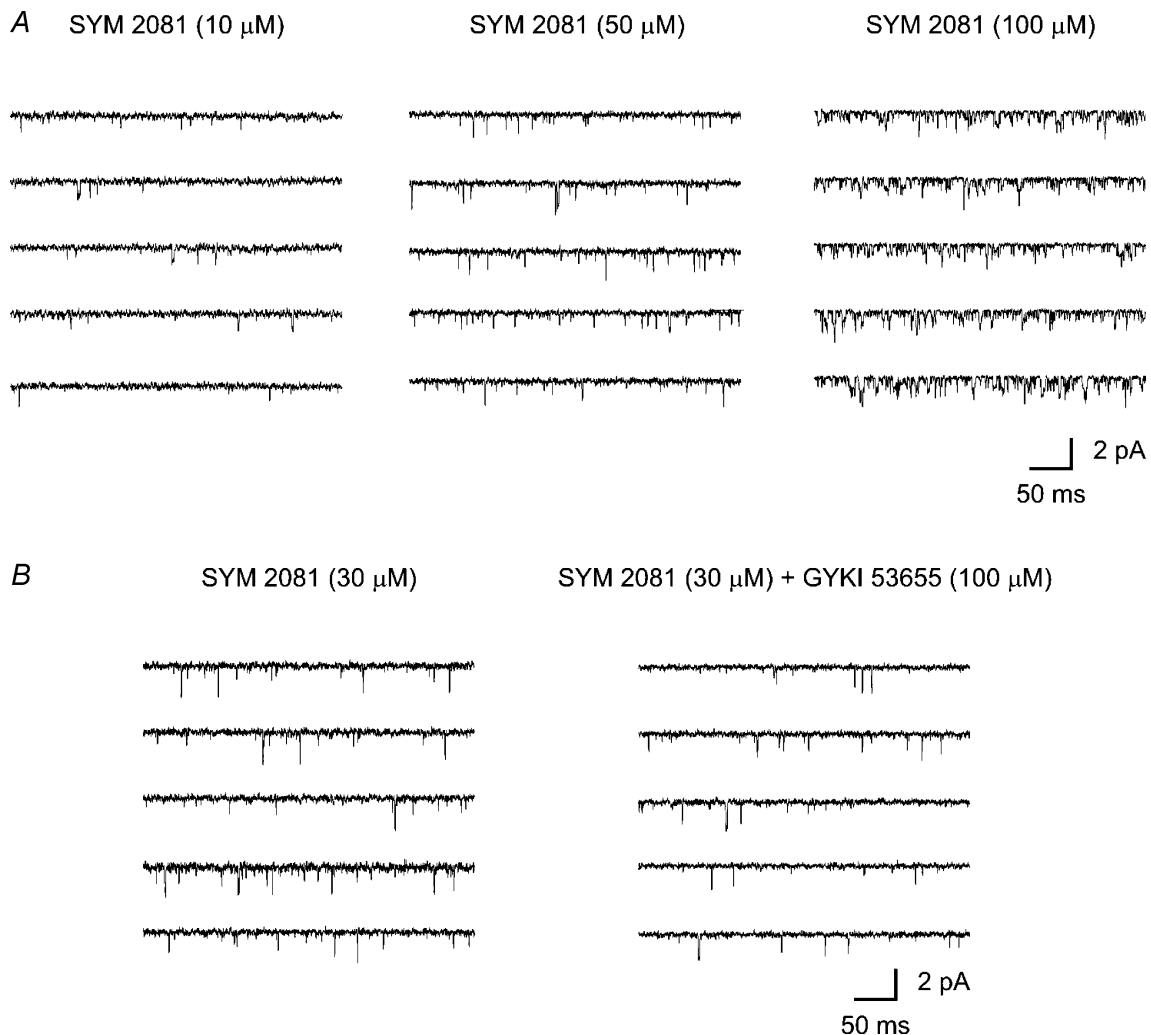 A
SYM 2081 (10 μM)
SYM 2081 (50 μM)
SYM 2081 (100 μM)
2 pA
50 ms
B
SYM 2081 (30 μM)
SYM 2081 (30 μM) + GYKI 53655 (100 μM)
2 pA
50 ms